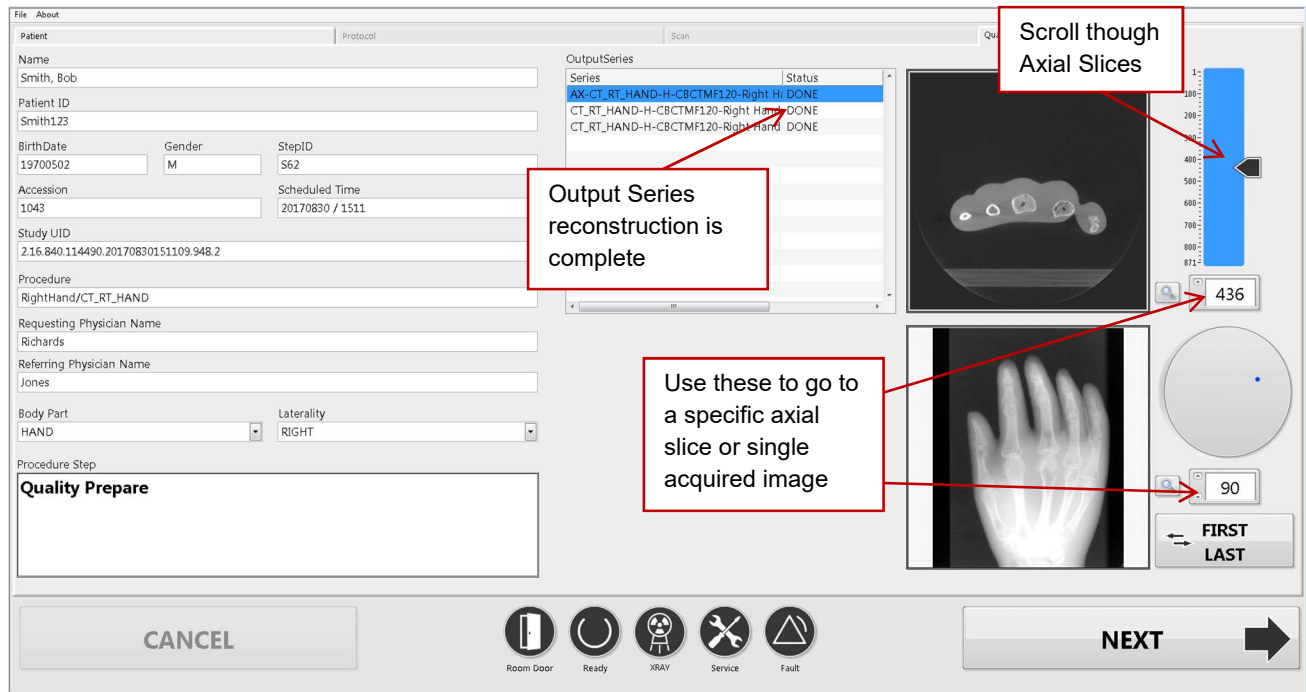 File About
Patient
Protocol
Scan
Qua
Name
Smith, Bob
Patient ID
Smith123
BirthDate Gender StepID
19700502 M S62
Accession Scheduled Time
1043 20170830 / 1511
Study UID
2.16.840.114490.20170830151109.948.2
Procedure
RightHand/CT_RT_HAND
Requesting Physician Name
Richards
Referring Physician Name
Jones
Body Part Laterality
HAND RIGHT
Procedure Step
Quality Prepare
OutputSeries
Series Status
AX-CT_RT_HAND-H-CBCTMF120-Right H DONE
CT_RT_HAND-H-CBCTMF120-Right Hand DONE
CT_RT_HAND-H-CBCTMF120-Right Hand DONE
Output Series
reconstruction is
complete
Scroll though
Axial Slices
1
100
200
300
400
500
600
700
800
871
436
Use these to go to
a specific axial
slice or single
acquired image
90
FIRST
LAST
CANCEL
Room Door
Ready
XRAY
Service
Fault
NEXT